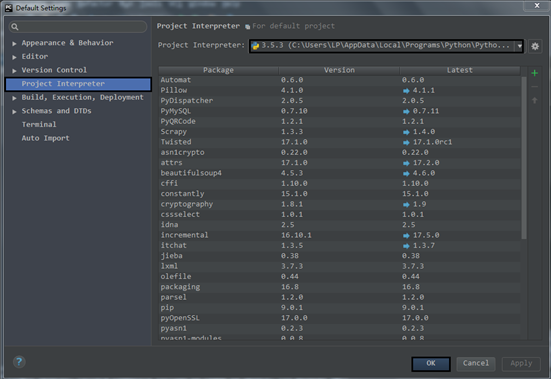 Default Settings
Project Interpreter For default project
Appearance & Behavior
Editor
Version Control
Project Interpreter
Build, Execution, Deployment
Schemas and DTDs
Terminal
Auto Import
Project Interpreter: 3.5.3 (C:\Users\LP\AppData\Local\Programs\Python\Pytho...
Package Version Latest
Automat 0.6.0 0.6.0
Pillow 4.1.0 4.1.1
PyDispatcher 2.0.5 2.0.5
PyMySQL 0.7.10 0.7.11
PyQRCode 1.2.1 1.2.1
Scrapy 1.3.3 1.4.0
Twisted 17.1.0 17.1.0rc1
asn1crypto 0.22.0 0.22.0
attrs 17.1.0 17.2.0
beautifulsoup4 4.5.3 4.6.0
cffi 1.10.0 1.10.0
constantly 15.1.0 15.1.0
cryptography 1.8.1 1.9
cssselect 1.0.1 1.0.1
idna 2.5 2.5
incremental 16.10.1 17.5.0
itchat 1.3.5 1.3.7
jieba 0.38 0.38
lxml 3.7.3 3.7.3
olefile 0.44 0.44
packaging 16.8 16.8
parsel 1.2.0 1.2.0
pip 9.0.1 9.0.1
pyOpenSSL 17.0.0 17.0.0
pyasn1 0.2.3 0.2.3
pyasn1-modules 0.0.8 0.0.8
OK Cancel Apply